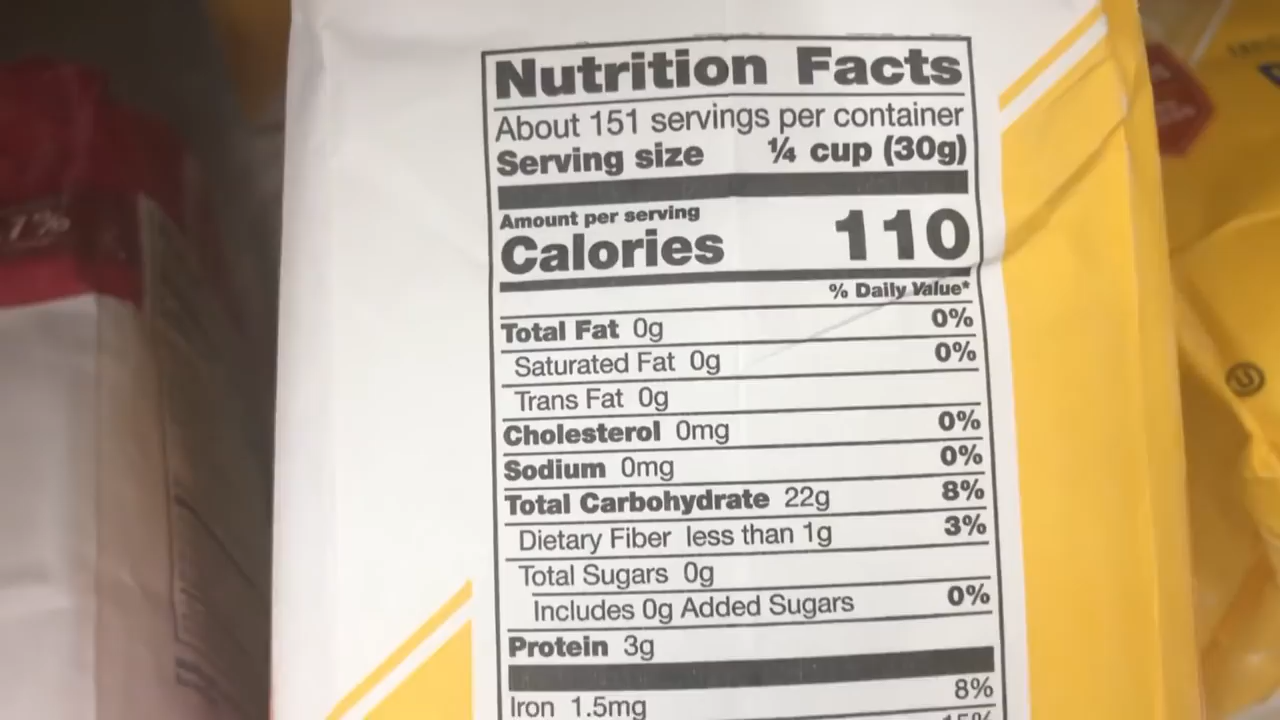 Nutrition Facts
About 151 servings per container
Serving size ¼ cup (30g)
Amount per serving
Calories 110
% Daily Value*
Total Fat 0g 0%
Saturated Fat 0g 0%
Trans Fat 0g
Cholesterol 0mg 0%
Sodium 0mg 0%
Total Carbohydrate 22g 8%
Dietary Fiber less than 1g 3%
Total Sugars 0g
Includes 0g Added Sugars 0%
Protein 3g
Iron 1.5mg 8%
7%
U